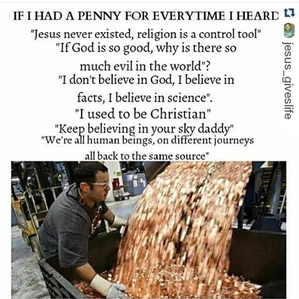 IF I HAD A PENNY FOR EVERYTIME I HEARD
"Jesus never existed, religion is a control tool"
"If God is so good, why is there so
much evil in the world"?
"I don't believe in God, I believe in
facts, I believe in science".
"I used to be Christian"
"Keep believing in your sky daddy"
"We're all human beings, on different journeys
all back to the same source"
jesus_giveslife